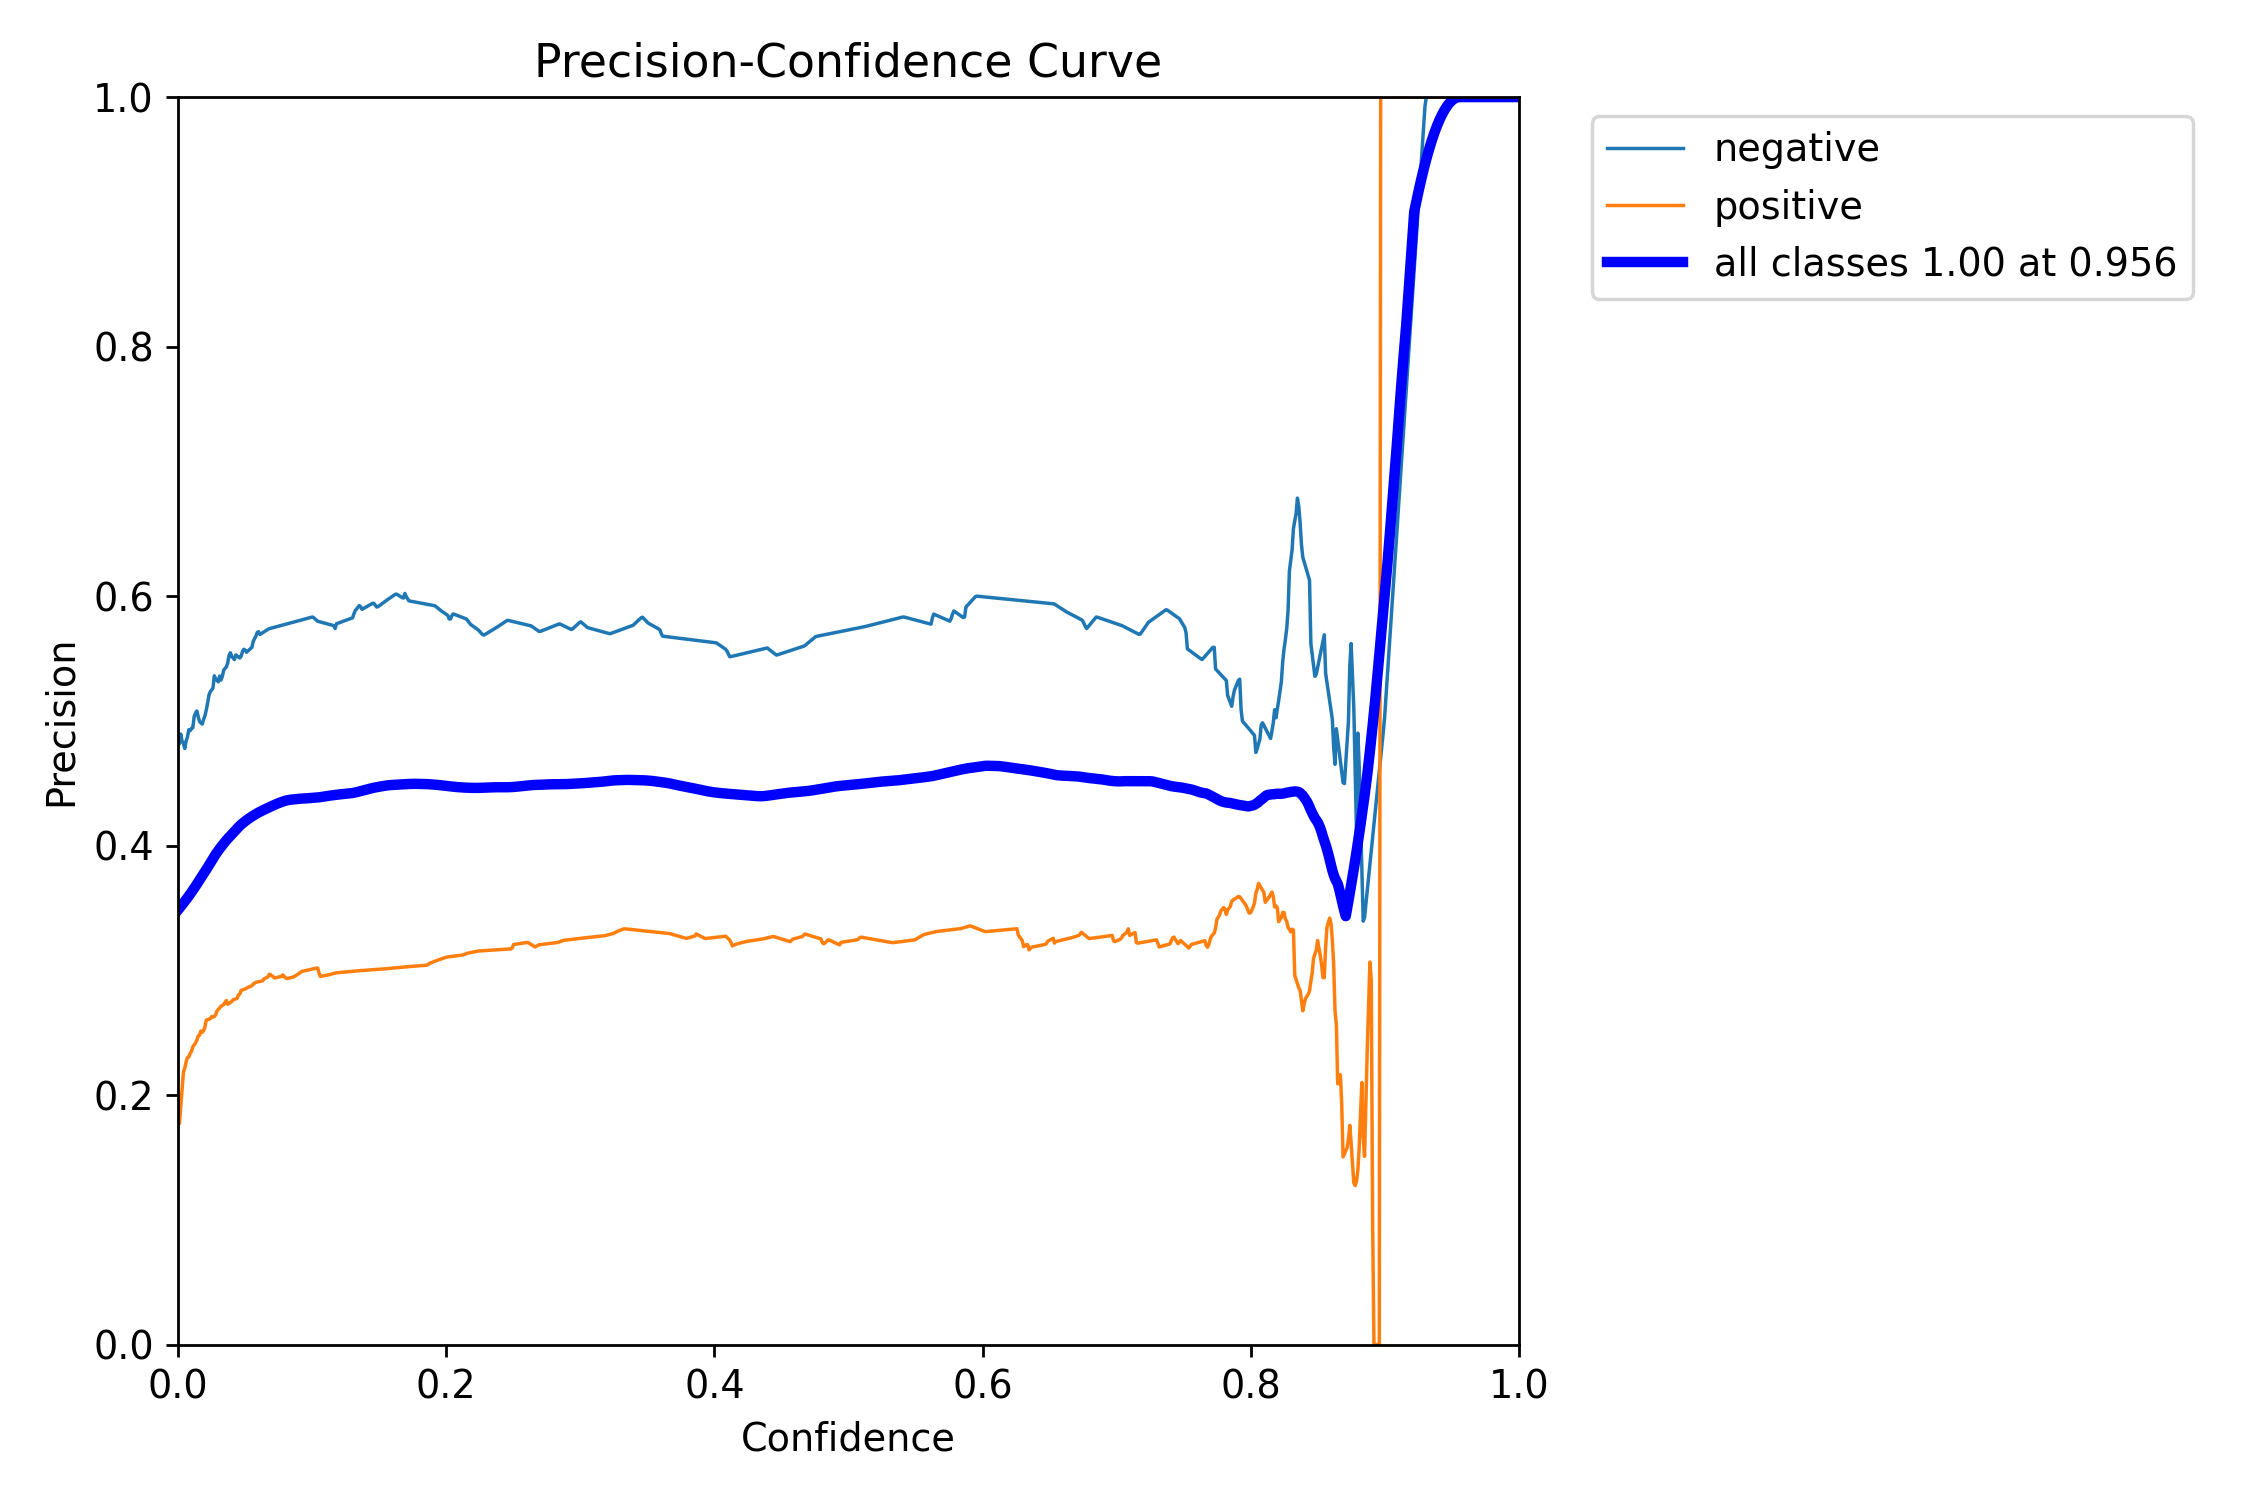 Precision-Confidence Curve
1.0
0.8
0.6
0.4
0.2
0.0
Precision
0.0 0.2 0.4 0.6 0.8 1.0
Confidence
negative
positive
all classes 1.00 at 0.956